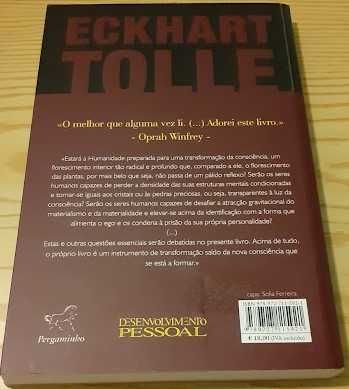 ECKHART
TOLLE
«O melhor que alguma vez li. (...) Adorei este livro.»
- Oprah Winfrey -
«Estará a Humanidade preparada para uma transformação da consciência, um
florescimento interior tão radical e profundo que, comparado a ele, o florescimento
das plantas, por mais belo que seja, não passa de um pálido reflexo? Serão os seres
humanos capazes de perder a densidade das suas estruturas mentais condicionadas
e tornar-se iguais aos cristais ou às pedras preciosas, ou seja, transparentes à luz da
consciência? Serão os seres humanos capazes de desafiar a atracção gravitacional do
materialismo e da materialidade e elevar-se acima da identificação com a forma que
alimenta o ego e os condena à prisão da sua própria personalidade?
(...)
Estas e outras questões essenciais serão debatidas no presente livro. Acima de tudo,
o próprio livro é um instrumento de transformação saído da nova consciência que
se está a formar.»
capa: Sofia Ferreira
Pergaminho
DESENVOLVIMENTO
PESSOAL